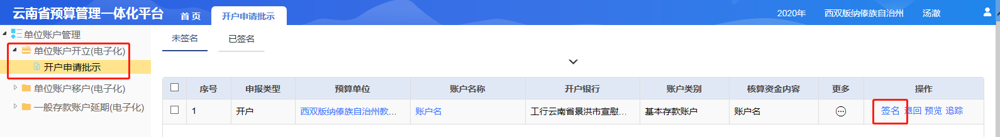 云南省预算管理一体化平台 首 页 开户申请批示 2020年 西双版纳傣族自治州 汤澈
单位账户管理
单位账户开立(电子化)
开户申请批示
单位账户移户(电子化)
一般存款账户延期(电子化)
未签名 已签名
序号 申报类型 预算单位 账户名称 开户银行 账户类别 核算资金内容 更多 操作
1 开户 西双版纳傣族自治州教... 账户名 工行云南省景洪市宣慰... 基本存款账户 账户名 签名 退回 预览 追踪